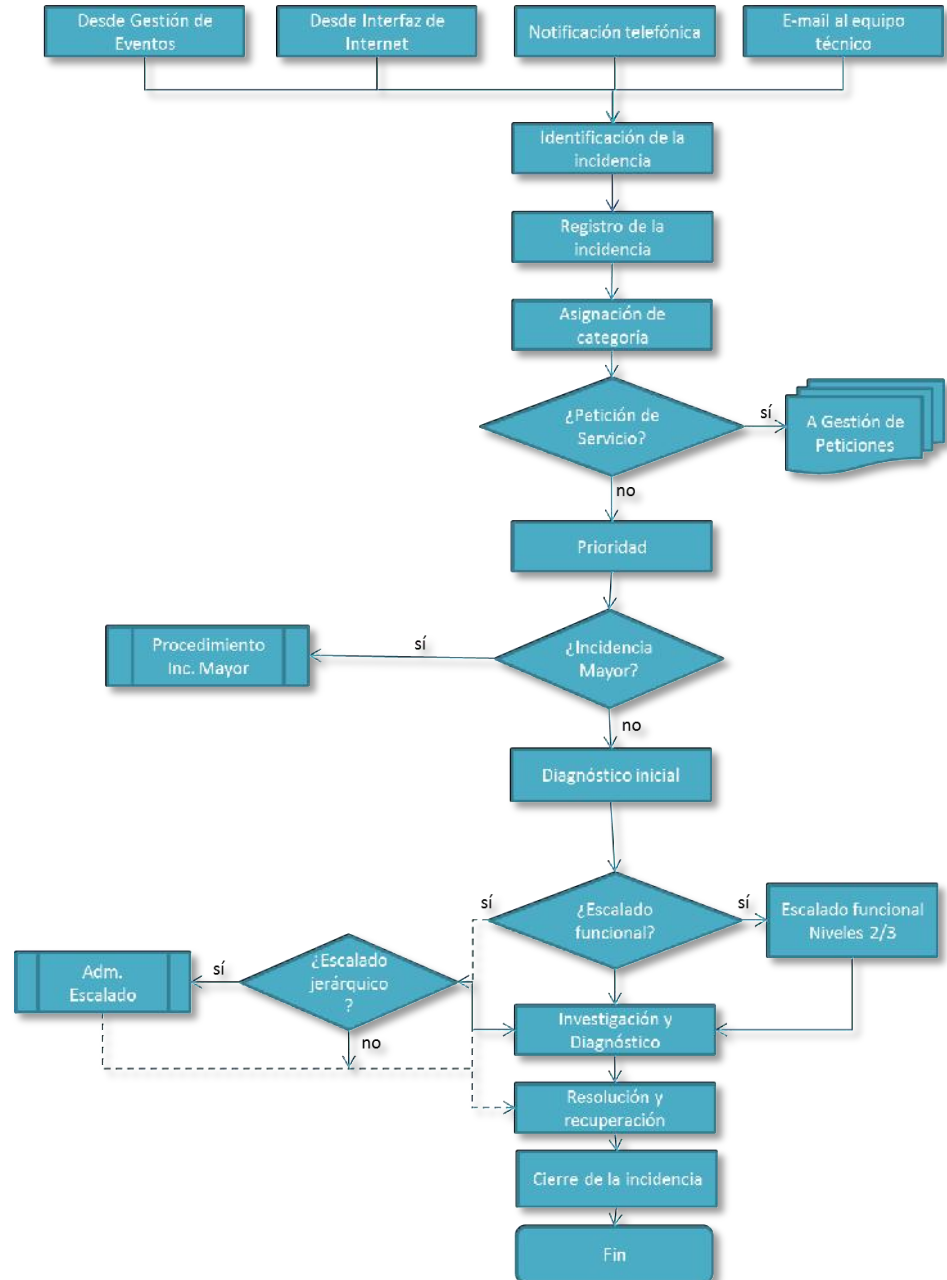 Desde Gestión de
Eventos
Desde Interfaz de
Internet
Notificación telefónica
E-mail al equipo
técnico
Identificación de la
incidencia
Registro de la
incidencia
Asignación de
categoría
¿Petición de
Servicio?
sí
A Gestión de
Peticiones
no
Prioridad
¿Incidencia
Mayor?
sí
Procedimiento
Inc. Mayor
no
Diagnóstico inicial
¿Escalado
funcional?
sí
sí
Escalado funcional
Niveles 2/3
¿Escalado
jerárquico
?
sí
Adm.
Escalado
no
Investigación y
Diagnóstico
Resolución y
recuperación
Cierre de la incidencia
Fin